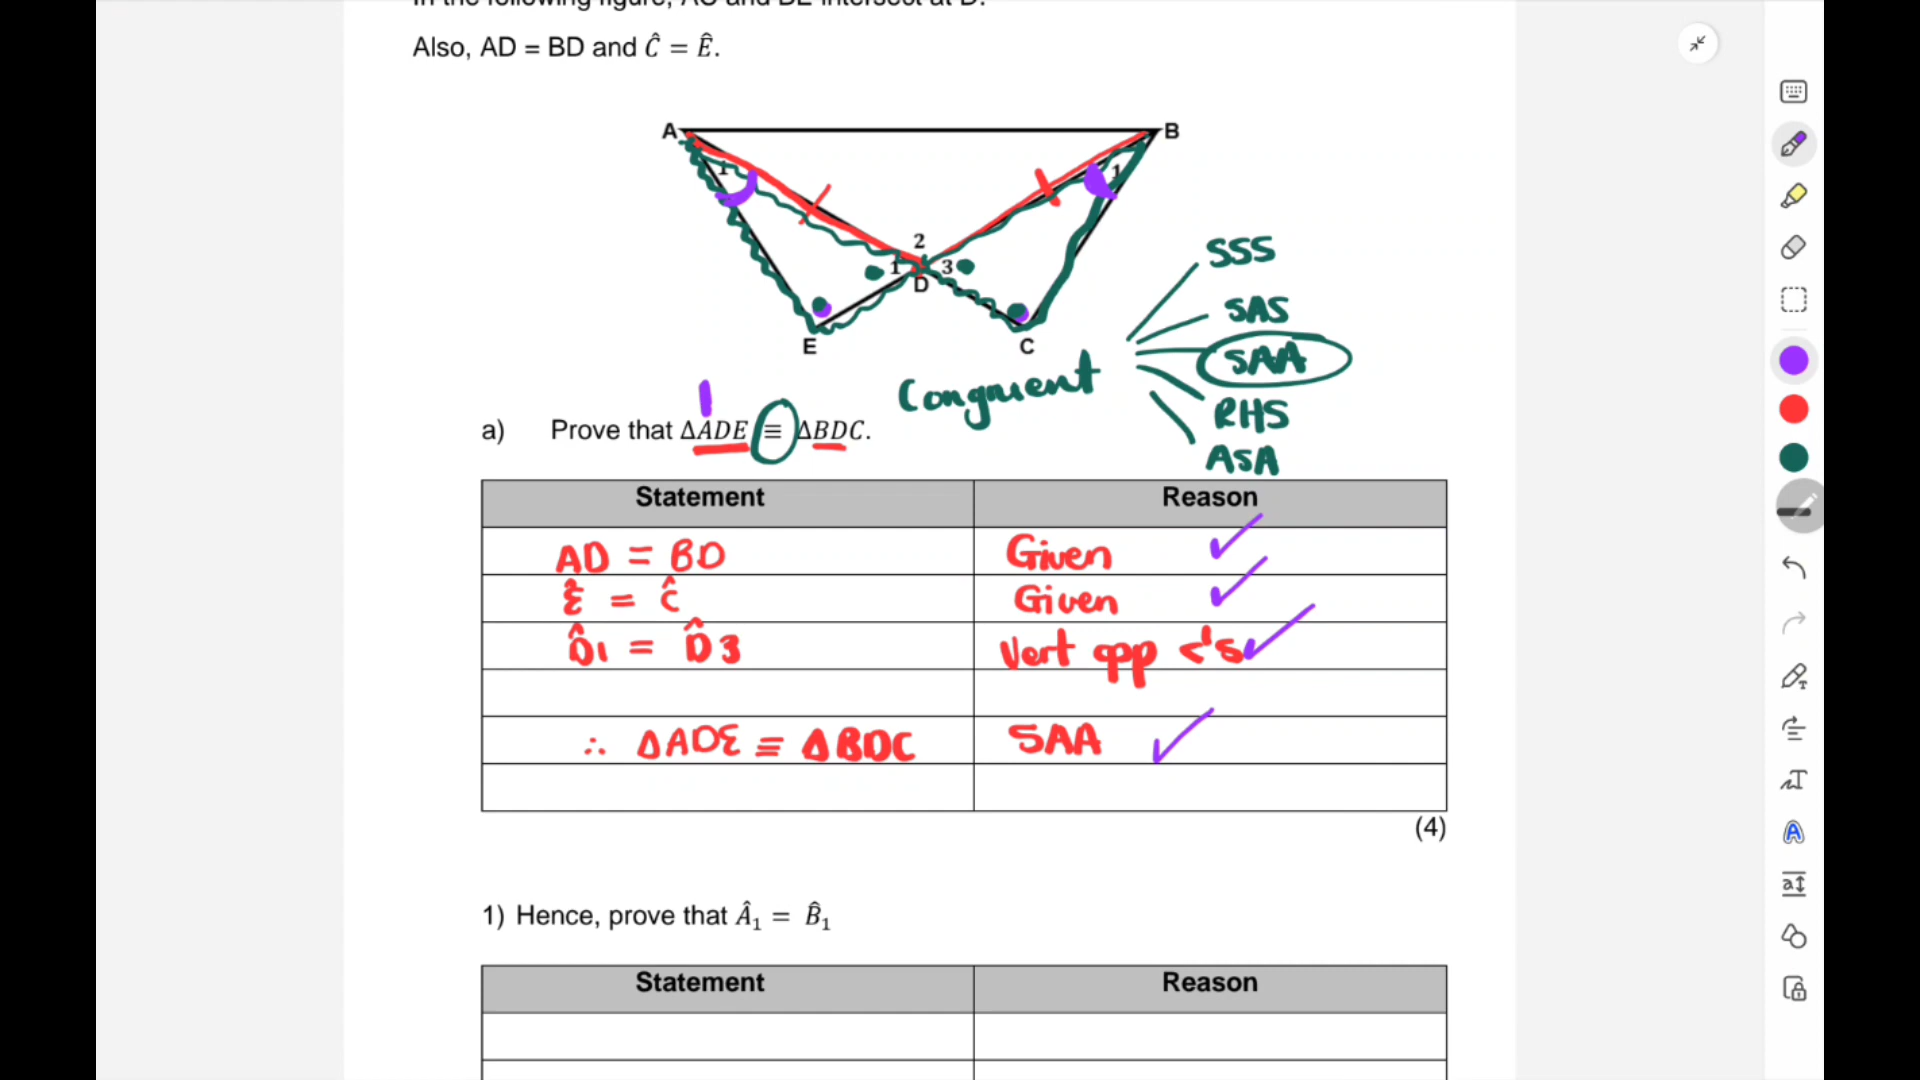 Also, AD = BD and Ĉ = Ê.
A
B
1
1
2
1
3
D
E
C
SSS
SAS
SAA
Congruent
RHS
ASA
a) Prove that ΔADE ≡ ΔBDC.
Statement Reason
AD = BD Given
Ê = Ĉ Given
D̂1 = D̂3 Vert opp <'s
∴ ΔADE ≡ ΔBDC SAA
(4)
1) Hence, prove that Â₁ = B̂₁
Statement Reason